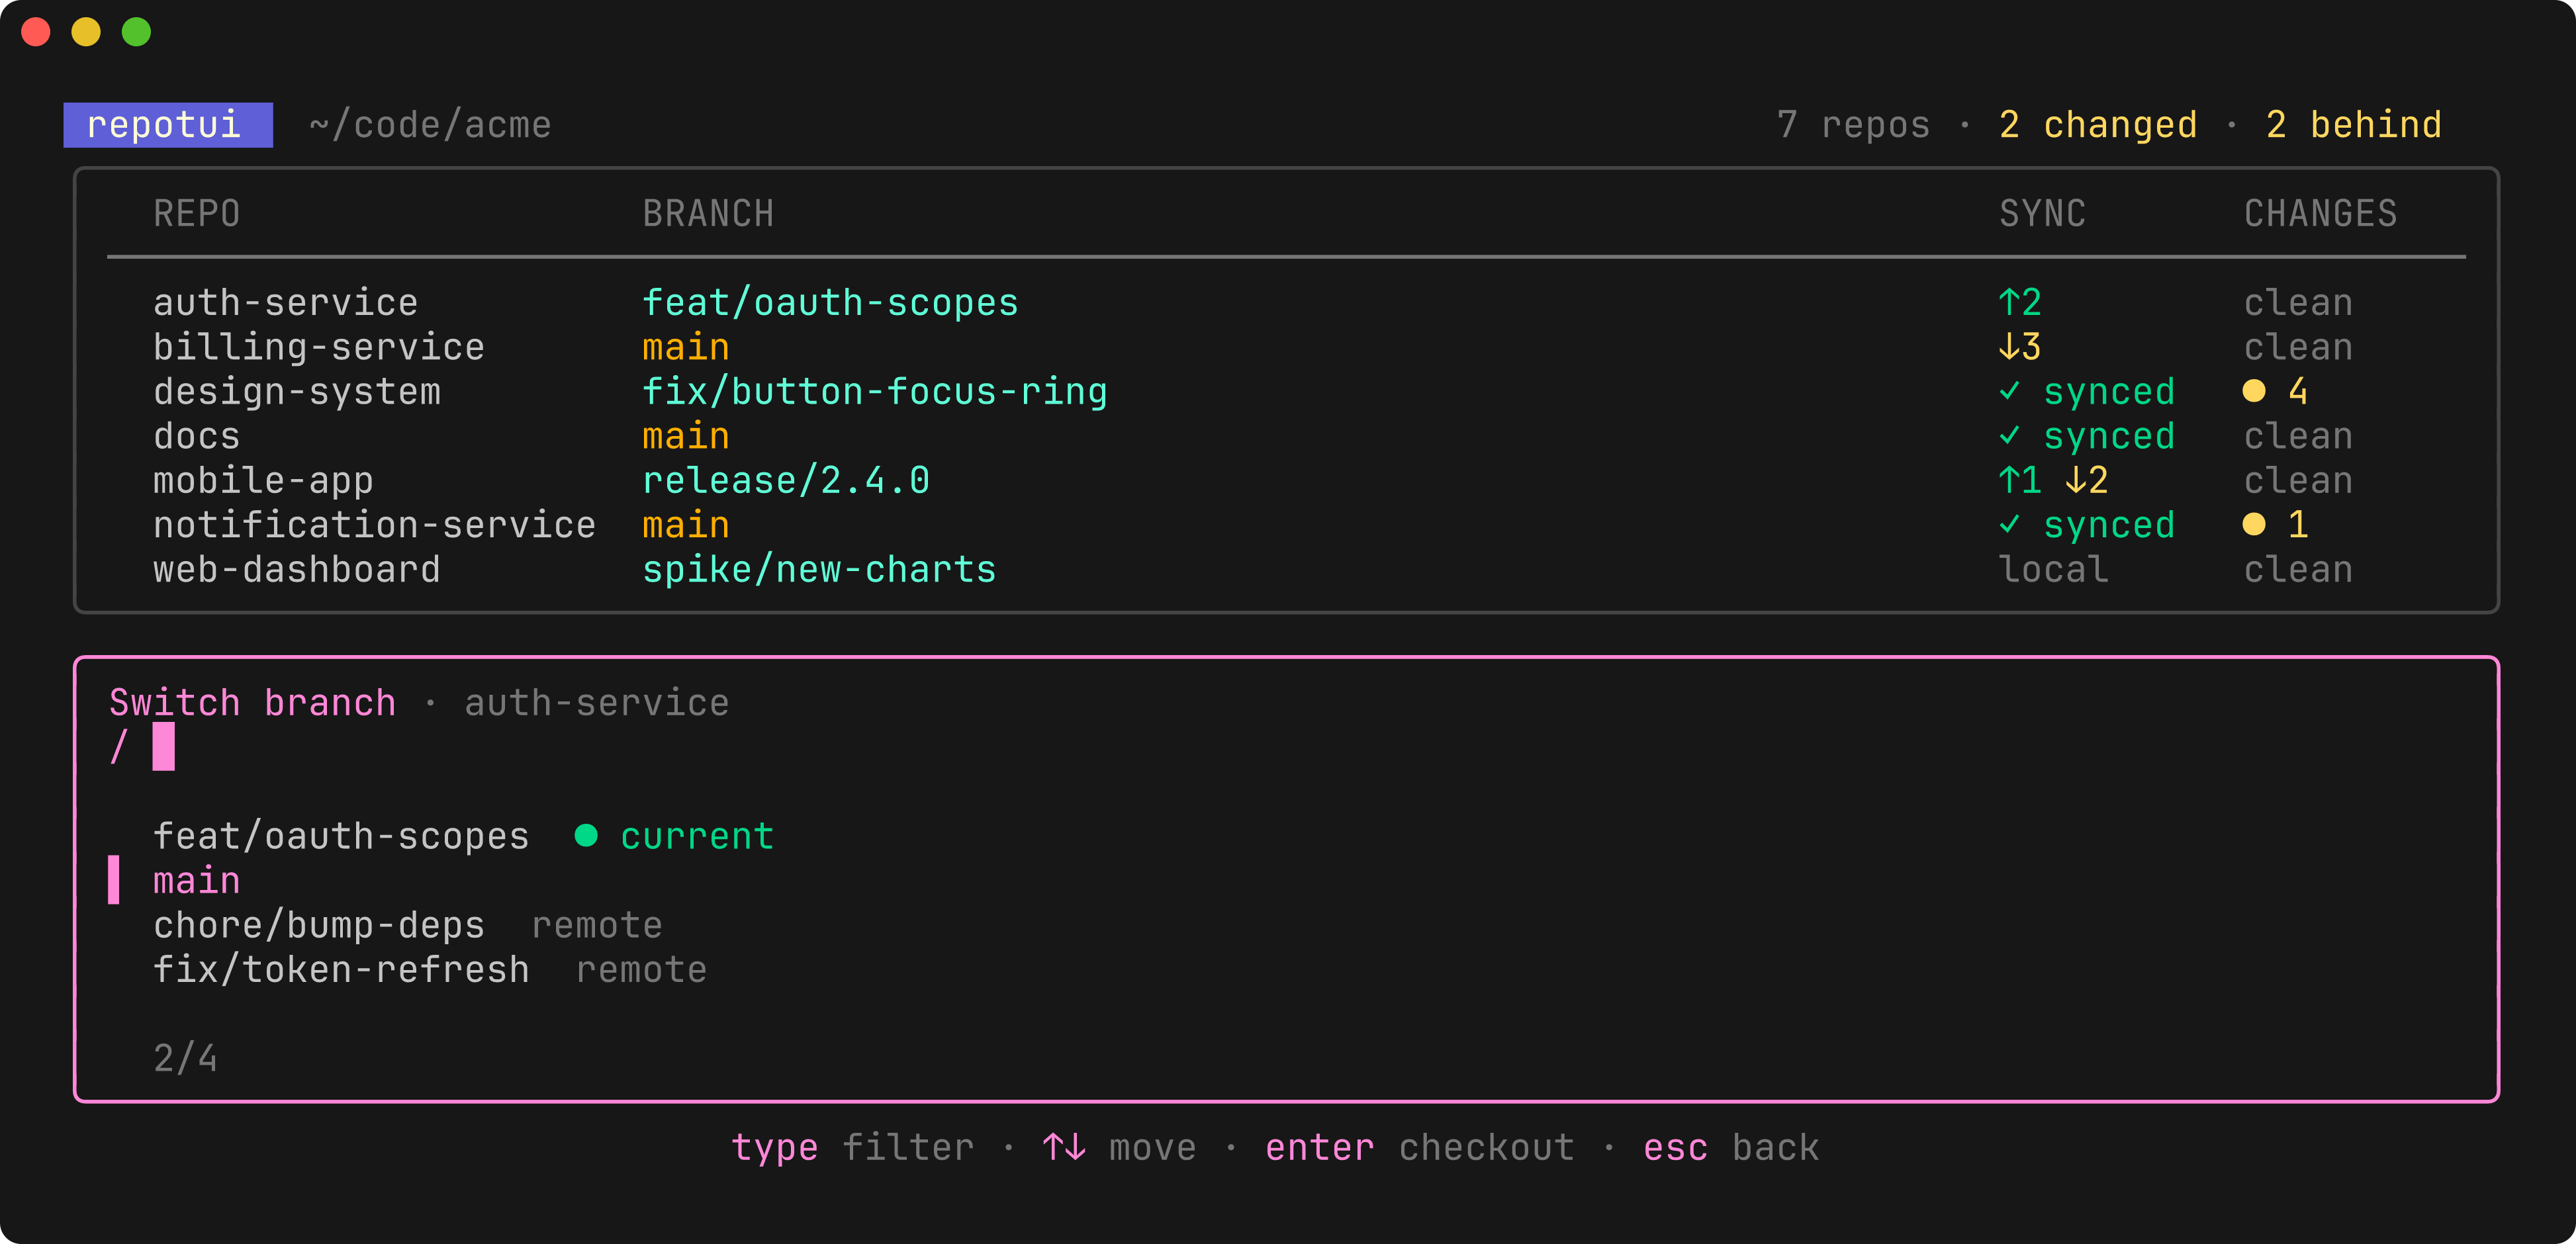 repotui ~/code/acme 7 repos · 2 changed · 2 behind
REPO BRANCH SYNC CHANGES
auth-service feat/oauth-scopes ↑2 clean
billing-service main ↓3 clean
design-system fix/button-focus-ring ✓ synced ● 4
docs main ✓ synced clean
mobile-app release/2.4.0 ↑1 ↓2 clean
notification-service main ✓ synced ● 1
web-dashboard spike/new-charts local clean
Switch branch · auth-service
/
feat/oauth-scopes ● current
main
chore/bump-deps remote
fix/token-refresh remote
2/4
type filter · ↑↓ move · enter checkout · esc back